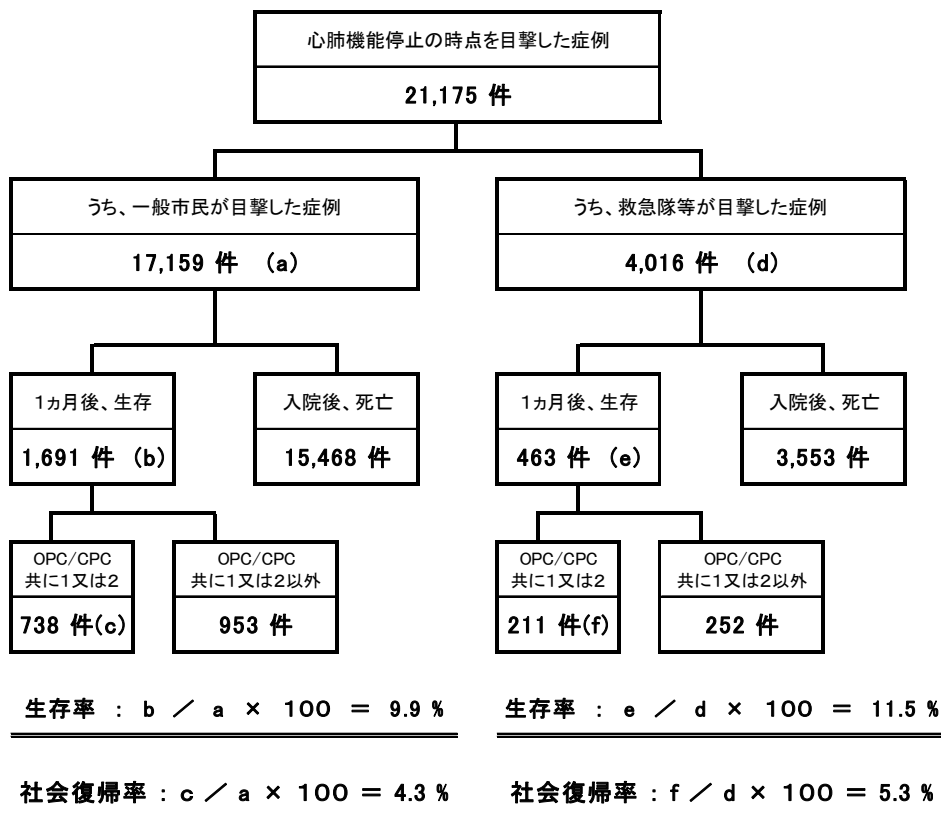 心肺機能停止の時点を目撃した症例
21,175 件
うち、一般市民が目撃した症例
17,159 件 （a）
うち、救急隊等が目撃した症例
4,016 件 （d）
1ヵ月後、生存
1,691 件 （b）
入院後、死亡
15,468 件
1ヵ月後、生存
463 件 （e）
入院後、死亡
3,553 件
OPC/CPC
共に1又は2
738 件(c)
OPC/CPC
共に1又は2以外
953 件
OPC/CPC
共に1又は2
211 件(f)
OPC/CPC
共に1又は2以外
252 件
生存率 ： b ／ a × 100 ＝ 9.9 %
生存率 ： e ／ d × 100 ＝ 11.5 %
社会復帰率 ： c ／ a × 100 ＝ 4.3 %
社会復帰率 ： f ／ d × 100 ＝ 5.3 %